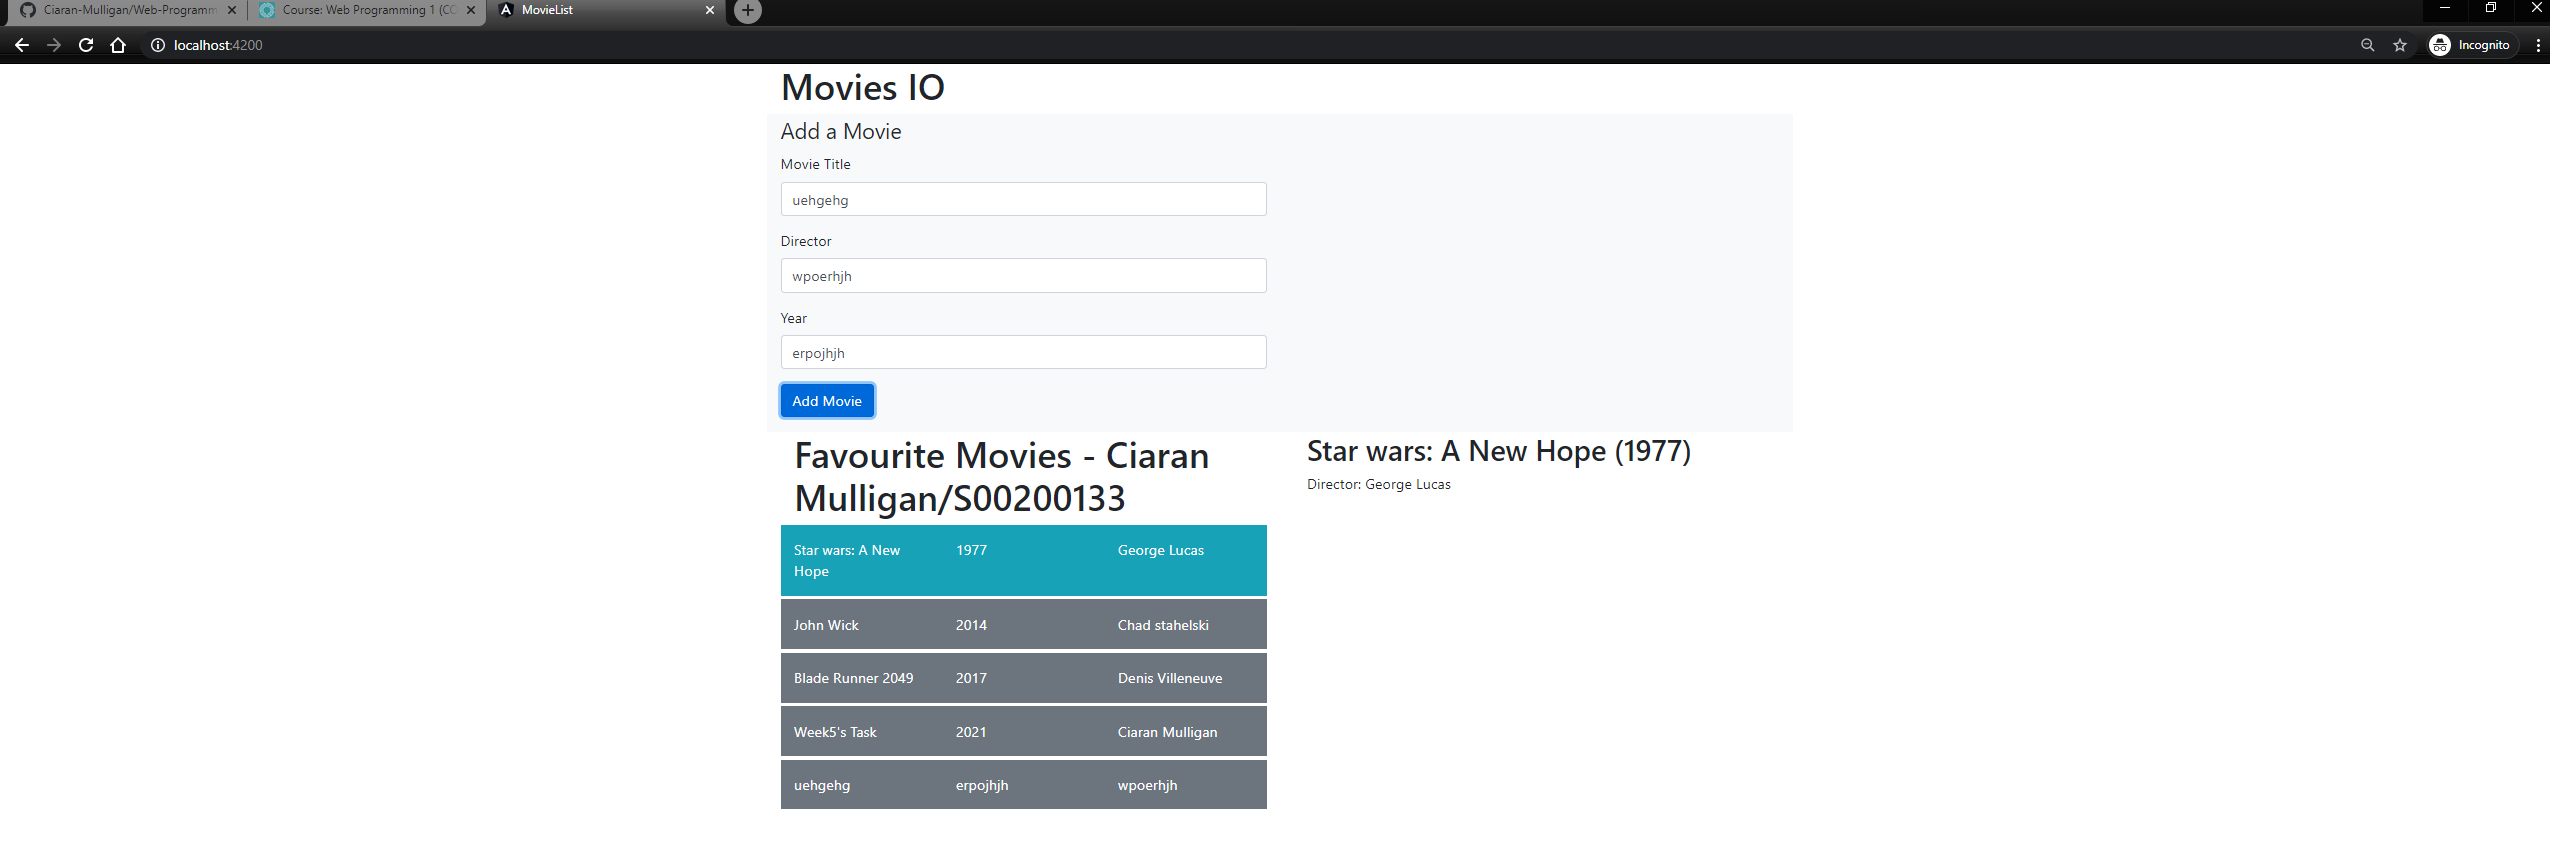 Ciaran-Mulligan/Web-Programm
Course: Web Programming 1 (CO
MovieList
localhost:4200
Incognito
Movies IO
Add a Movie
Movie Title
uehgehg
Director
wpoerhjh
Year
erpojhjh
Add Movie
Favourite Movies - Ciaran
Mulligan/S00200133
Star wars: A New 1977 George Lucas
Hope
John Wick 2014 Chad stahelski
Blade Runner 2049 2017 Denis Villeneuve
Week5's Task 2021 Ciaran Mulligan
uehgehg erpojhjh wpoerhjh
Star wars: A New Hope (1977)
Director: George Lucas